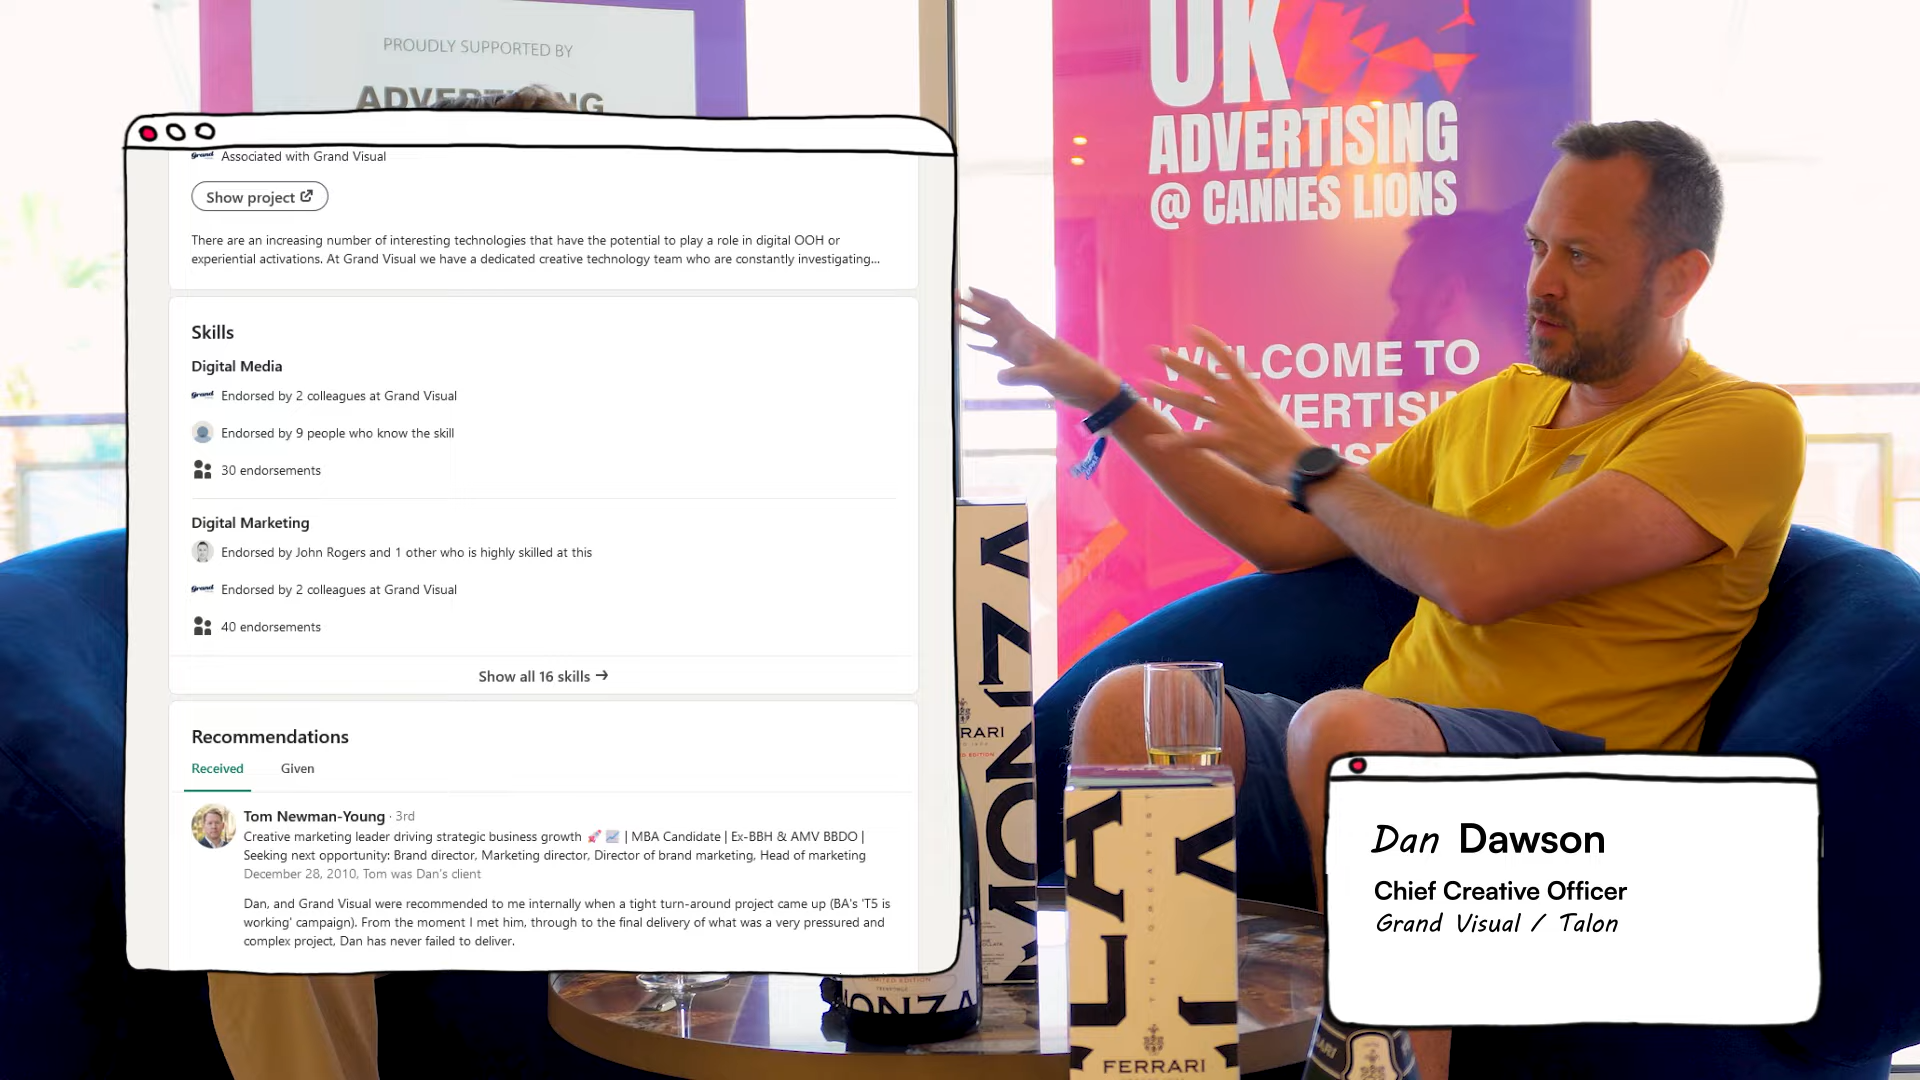 PROUDLY SUPPORTED BY
UK
ADVERTISING
@ CANNES LIONS
WELCOME TO
Grand
Associated with Grand Visual
Show project
There are an increasing number of interesting technologies that have the potential to play a role in digital OOH or
experiential activations. At Grand Visual we have a dedicated creative technology team who are constantly investigating...
Skills
Digital Media
Grand
Endorsed by 2 colleagues at Grand Visual
Endorsed by 9 people who know the skill
30 endorsements
Digital Marketing
Endorsed by John Rogers and 1 other who is highly skilled at this
Grand
Endorsed by 2 colleagues at Grand Visual
40 endorsements
Show all 16 skills →
Recommendations
Received Given
Tom Newman-Young · 3rd
Creative marketing leader driving strategic business growth 🚀 📈 | MBA Candidate | Ex-BBH & AMV BBDO |
Seeking next opportunity: Brand director, Marketing director, Director of brand marketing, Head of marketing
December 28, 2010, Tom was Dan's client
Dan, and Grand Visual were recommended to me internally when a tight turn-around project came up (BA's 'T5 is
working' campaign). From the moment I met him, through to the final delivery of what was a very pressured and
complex project, Dan has never failed to deliver.
MONZA
LIMITED EDITION
Dan Dawson
Chief Creative Officer
Grand Visual / Talon
FERRARI